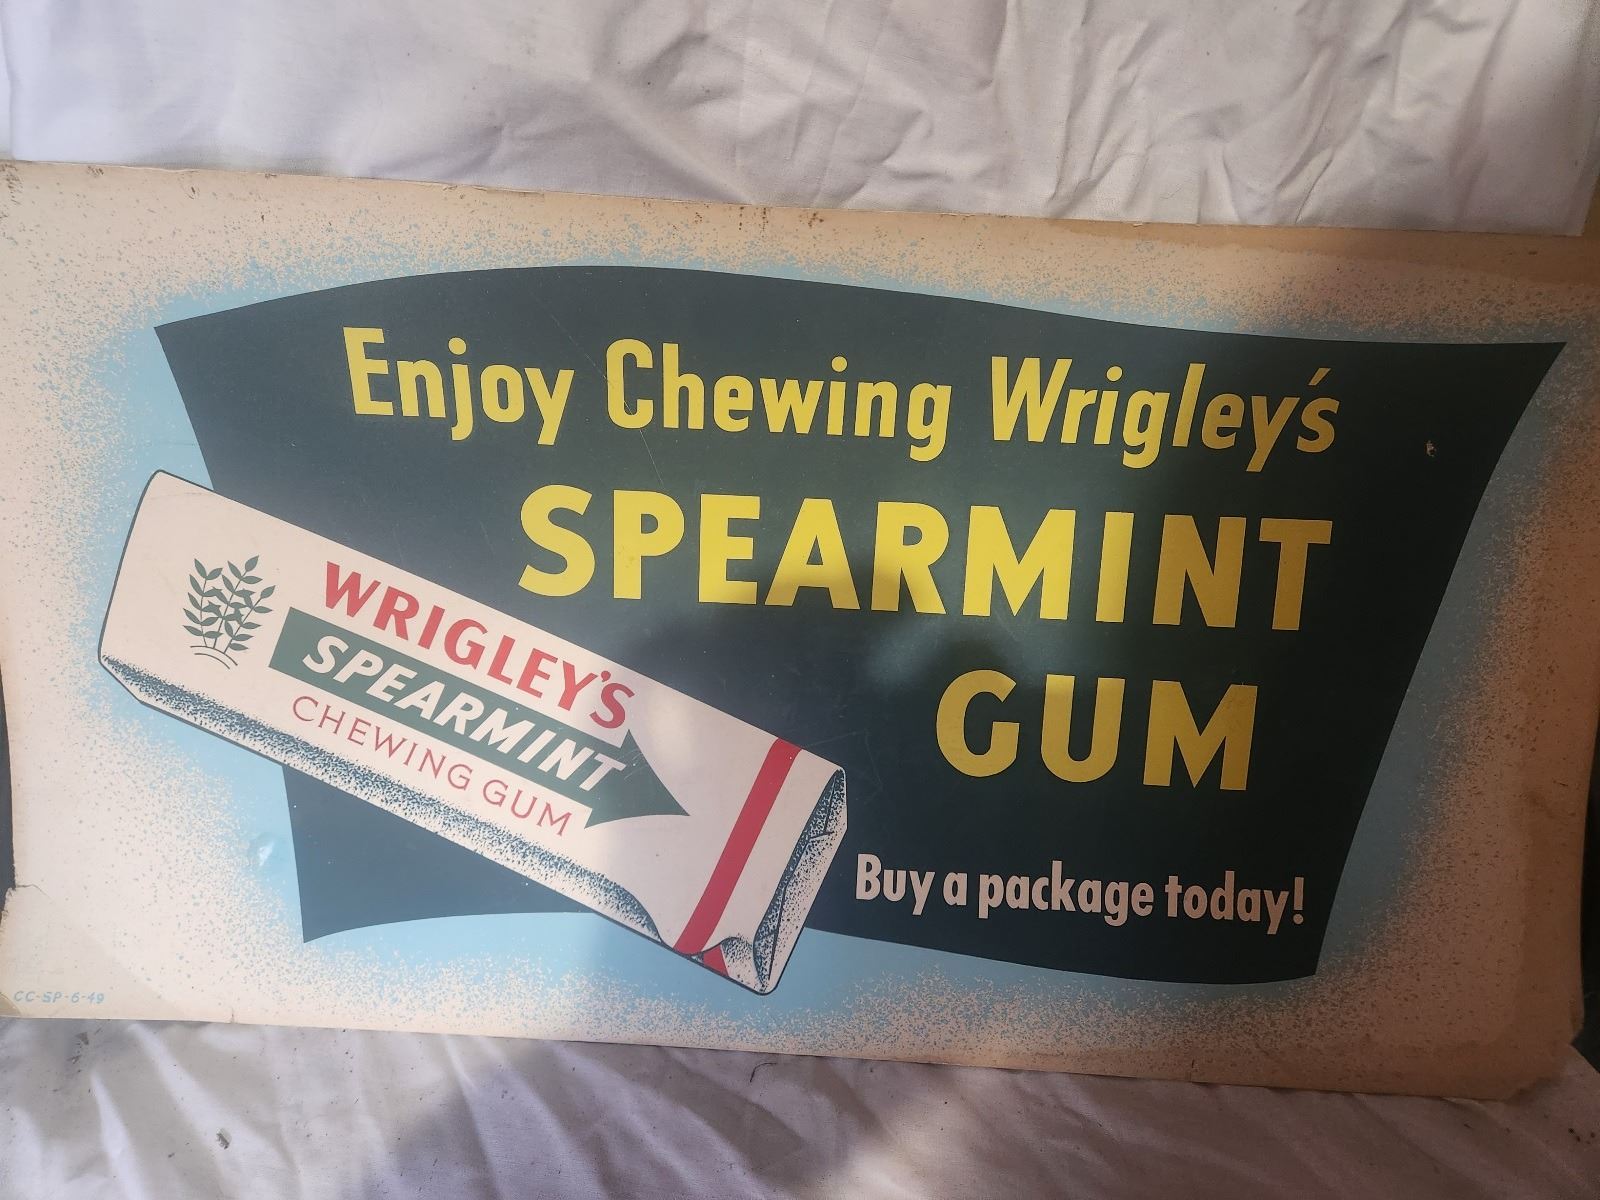 Enjoy Chewing Wrigley's
SPEARMINT
GUM
WRIGLEY'S
SPEARMINT
CHEWING GUM
Buy a package today!
CC-SP-6-49